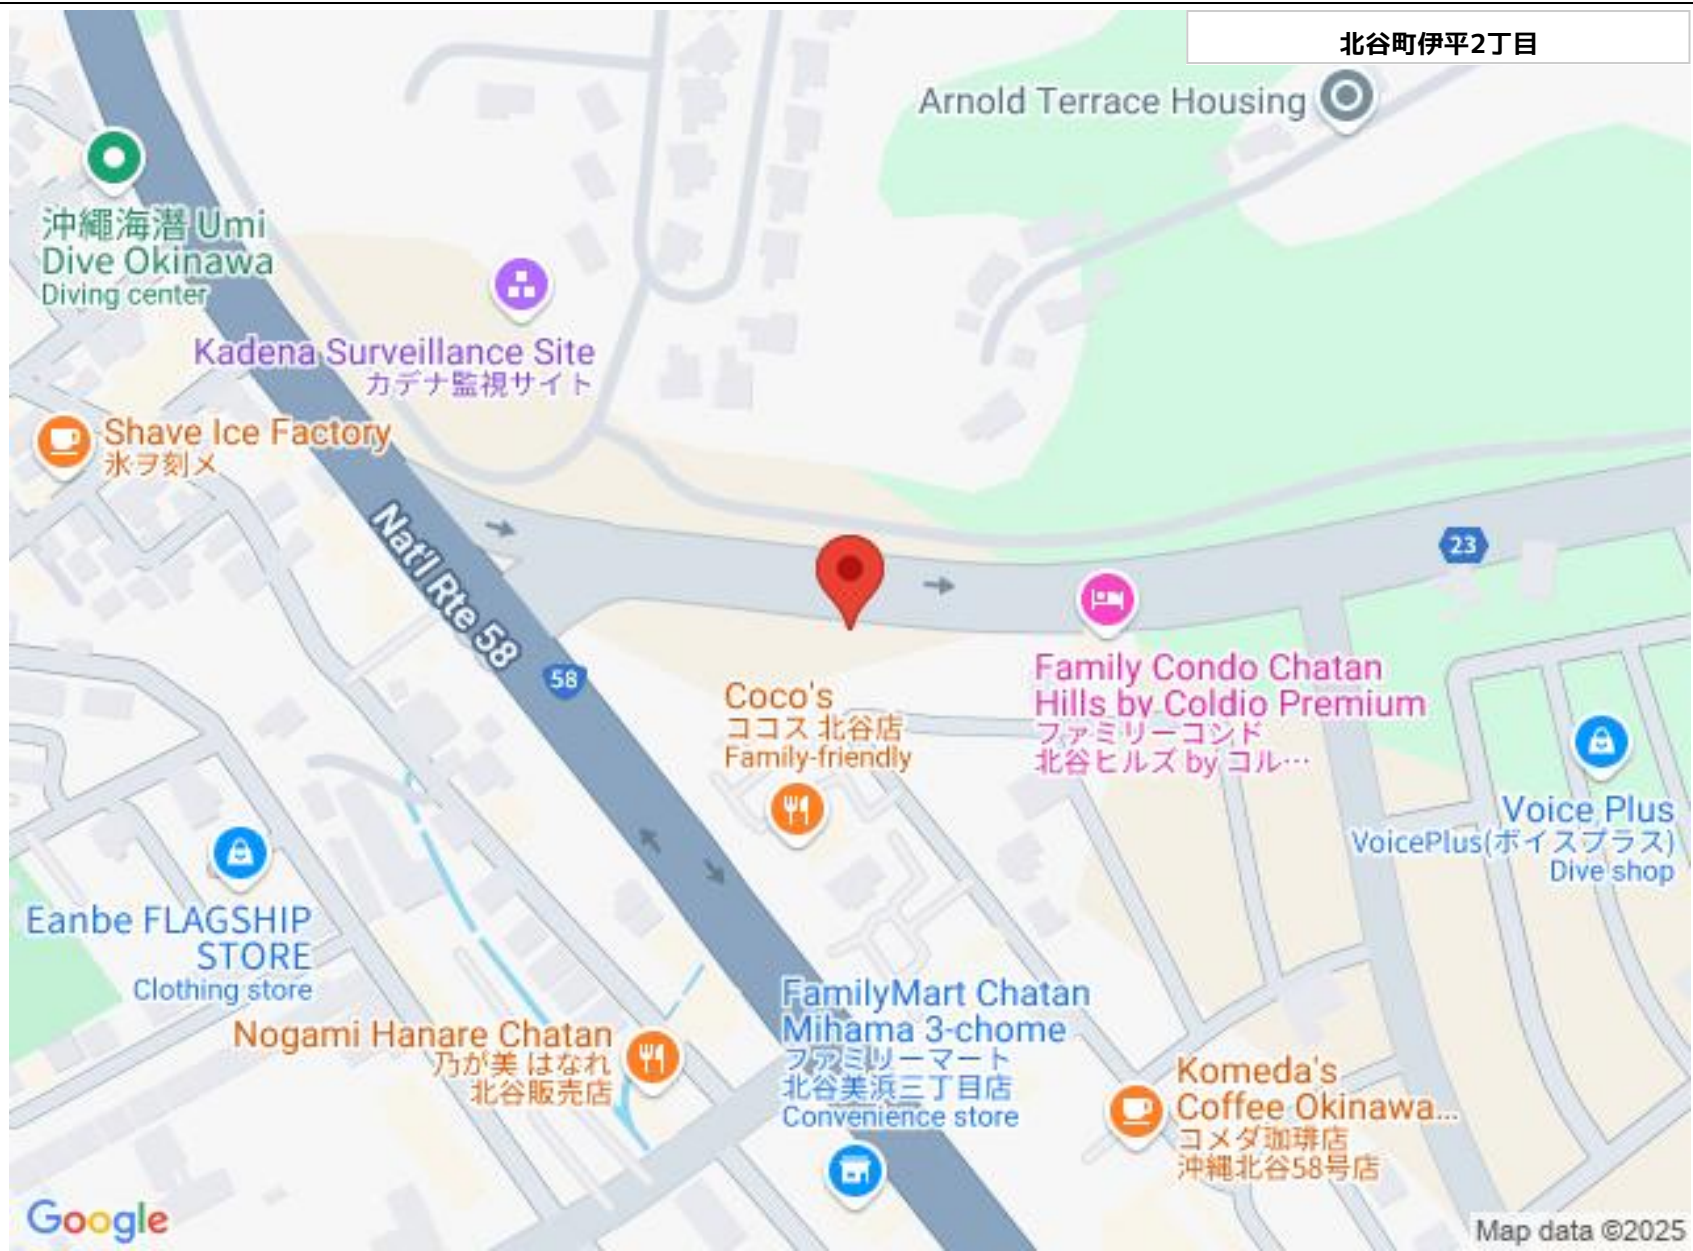 北谷町伊平2丁目
Arnold Terrace Housing
沖繩海潛 Umi
Dive Okinawa
Diving center
Kadena Surveillance Site
カデナ監視サイト
Shave Ice Factory
氷ヲ刻メ
Nat'l Rte 58
23
58
Family Condo Chatan
Hills by Coldio Premium
ファミリーコンド
北谷ヒルズ by コル…
Coco's
ココス 北谷店
Family-friendly
Voice Plus
VoicePlus(ボイスプラス)
Dive shop
Eanbe FLAGSHIP
STORE
Clothing store
Nogami Hanare Chatan
乃が美 はなれ
北谷販売店
FamilyMart Chatan
Mihama 3-chome
ファミリーマート
北谷美浜三丁目店
Convenience store
Komeda's
Coffee Okinawa...
コメダ珈琲店
沖縄北谷58号店
Google
Map data ©2025